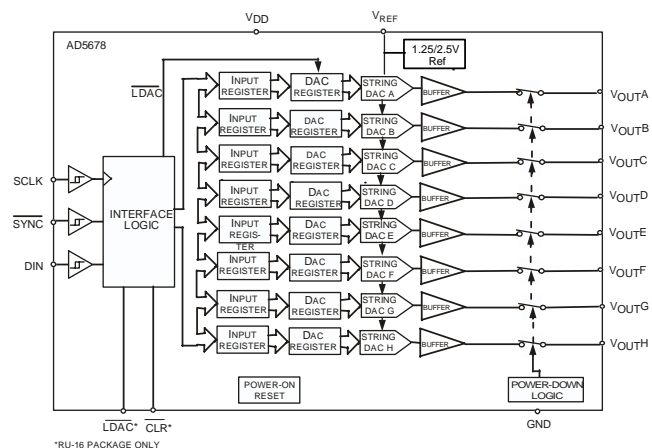 VDD
VREF
AD5678
1.25/2.5V
Ref
LDAC
INPUT
REGISTER
DAC
REGISTER
STRING
DAC A
BUFFER
VOUTA
INPUT
REGISTER
DAC
REGISTER
STRING
DAC B
BUFFER
VOUTB
INPUT
REGISTER
DAC
REGISTER
STRING
DAC C
BUFFER
VOUTC
SCLK
INPUT
REGISTER
DAC
REGISTER
STRING
DAC D
BUFFER
VOUTD
SYNC
INTERFACE
LOGIC
INPUT
REGIS-
TER
DAC
REGISTER
STRING
DAC E
BUFFER
VOUTE
DIN
INPUT
REGISTER
DAC
REGISTER
STRING
DAC F
BUFFER
VOUTF
INPUT
REGISTER
DAC
REGISTER
STRING
DAC G
BUFFER
VOUTG
INPUT
REGISTER
DAC
REGISTER
STRING
DAC H
BUFFER
VOUTH
POWER-ON
RESET
POWER-DOWN
LOGIC
LDAC* CLR*
GND
*RU-16 PACKAGE ONLY